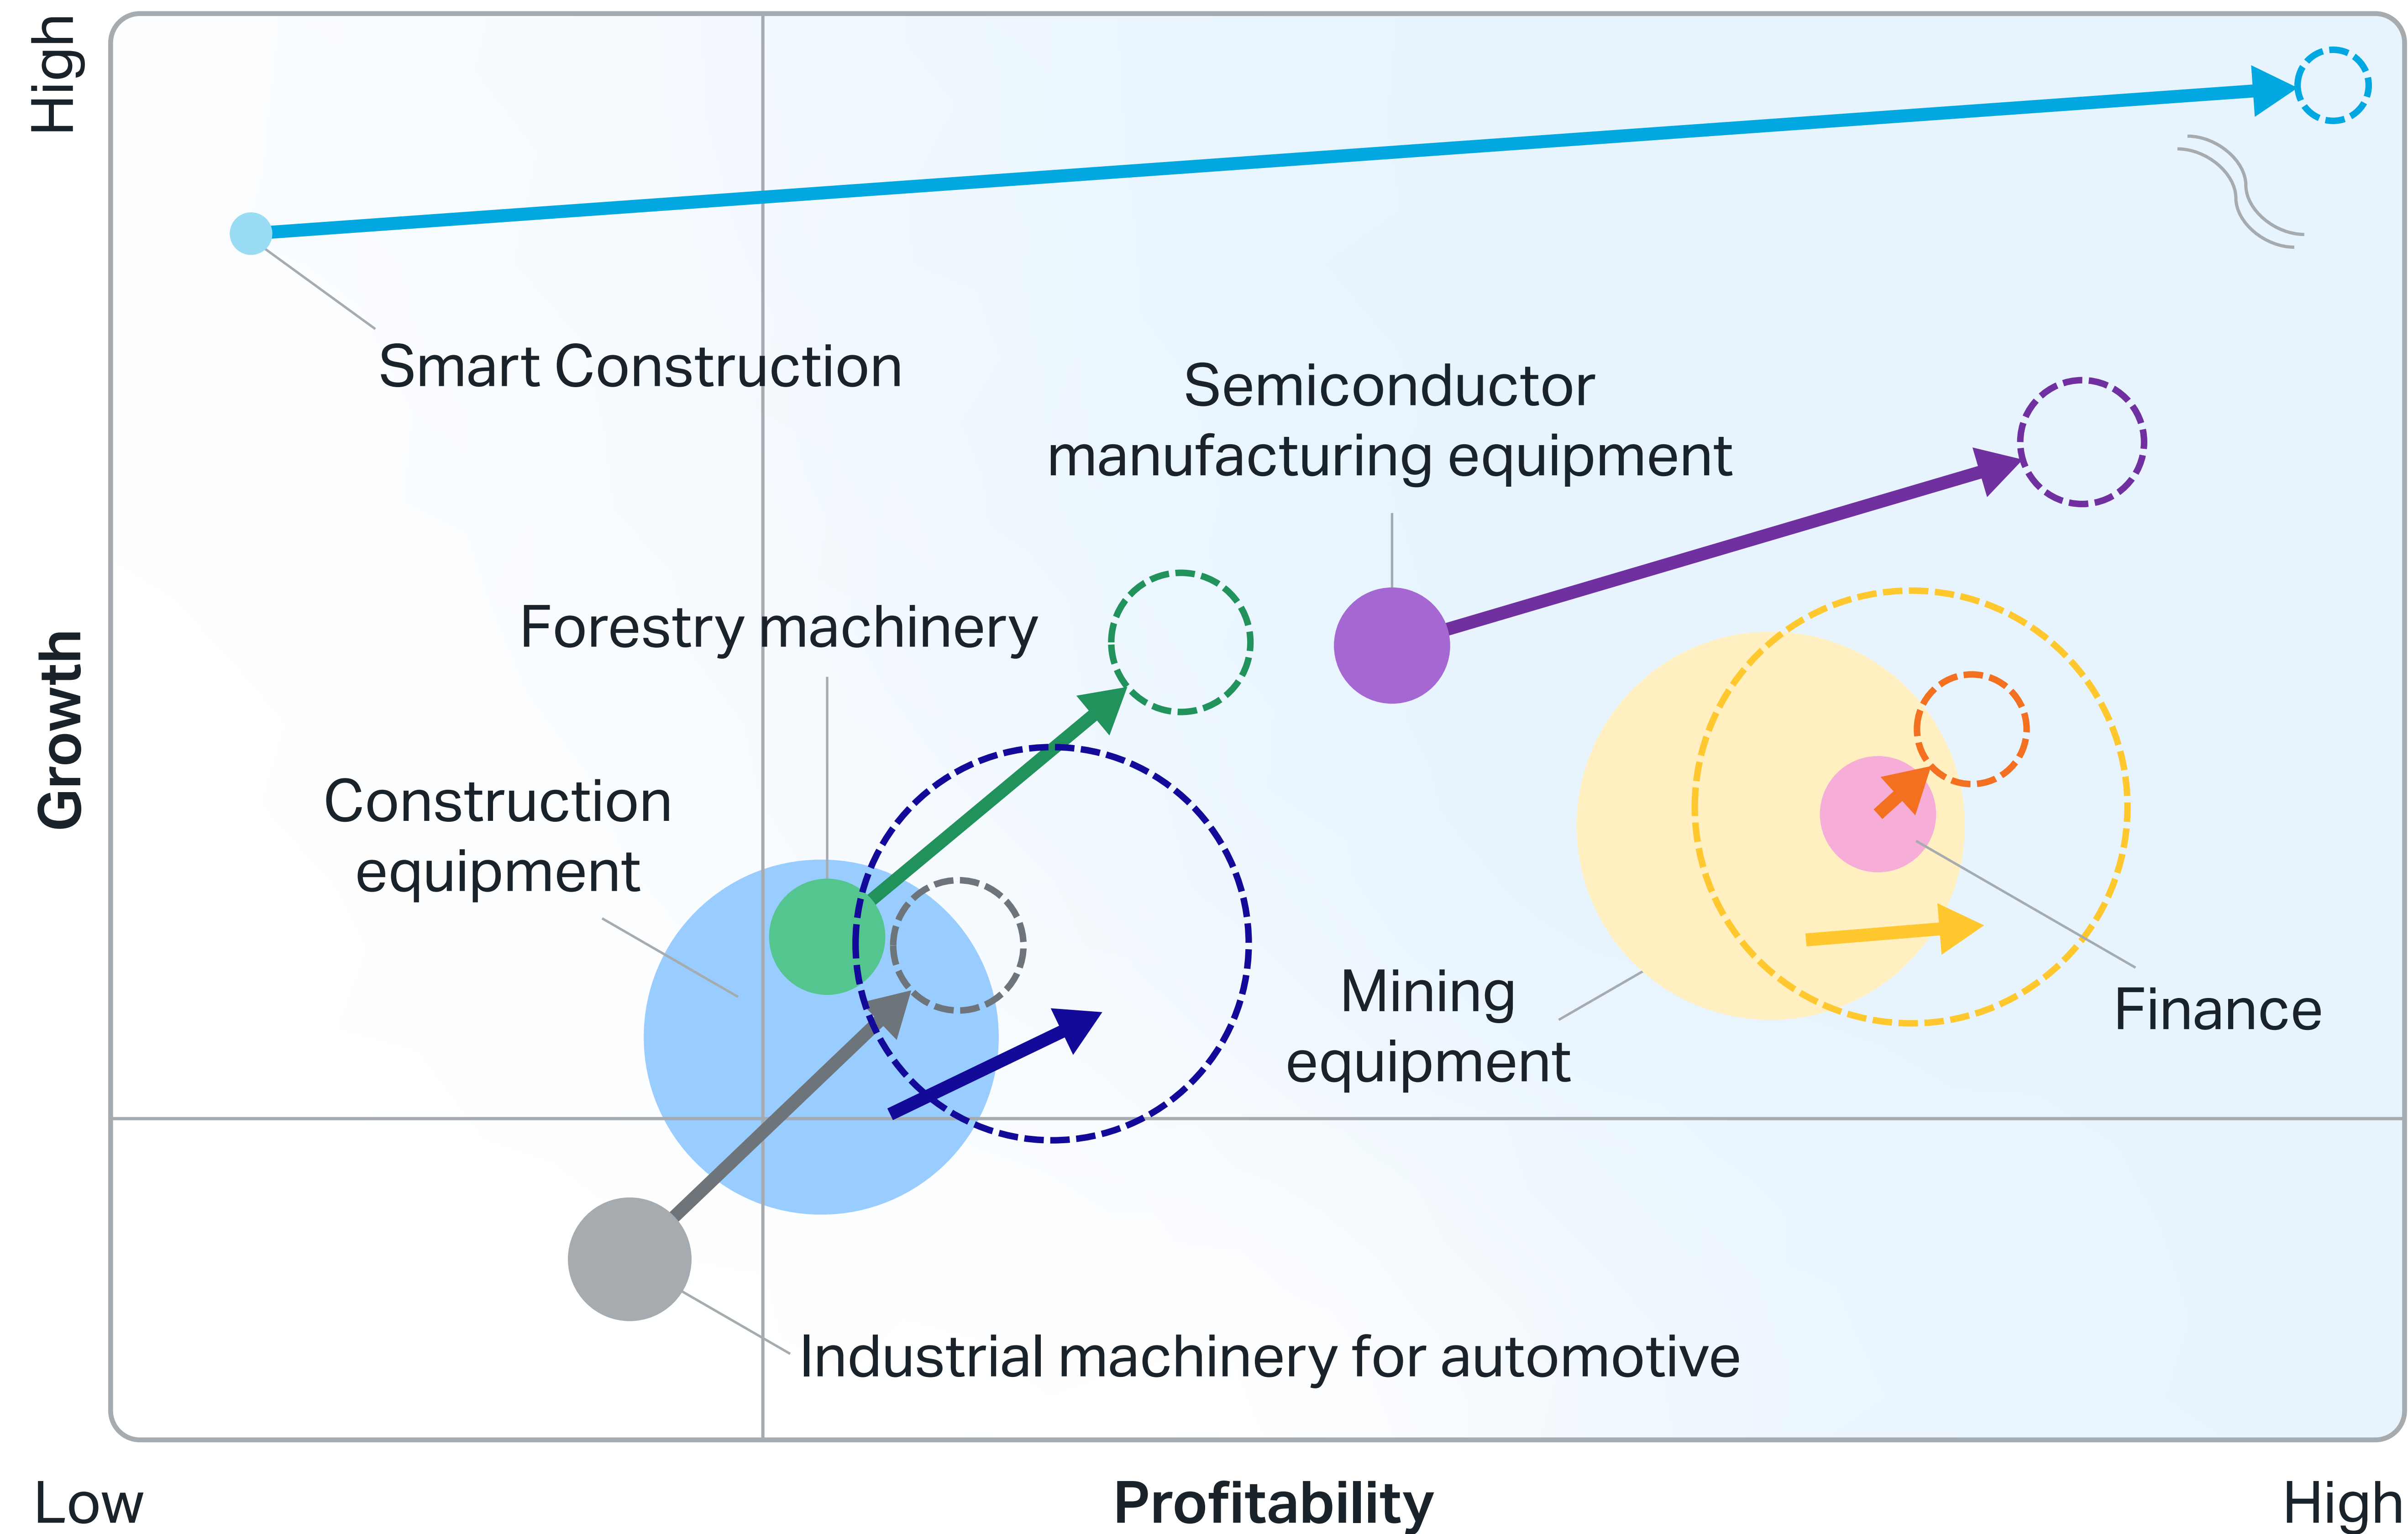 High
Smart Construction
Semiconductor
manufacturing equipment
Forestry machinery
Growth
Construction
equipment
Mining
equipment
Finance
Industrial machinery for automotive
Low
Profitability
High